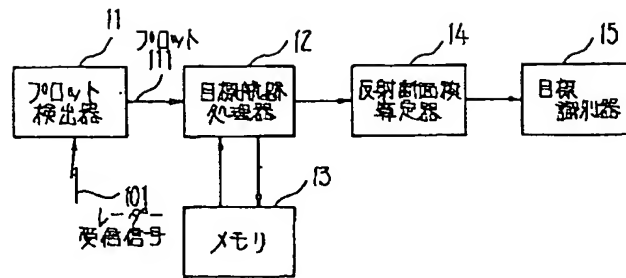 11
プロット
検出器
プロット
111
12
目標航跡
処理器
14
反射断面積
算定器
15
目標
識別器
101
レーダー
受信信号
13
メモリ